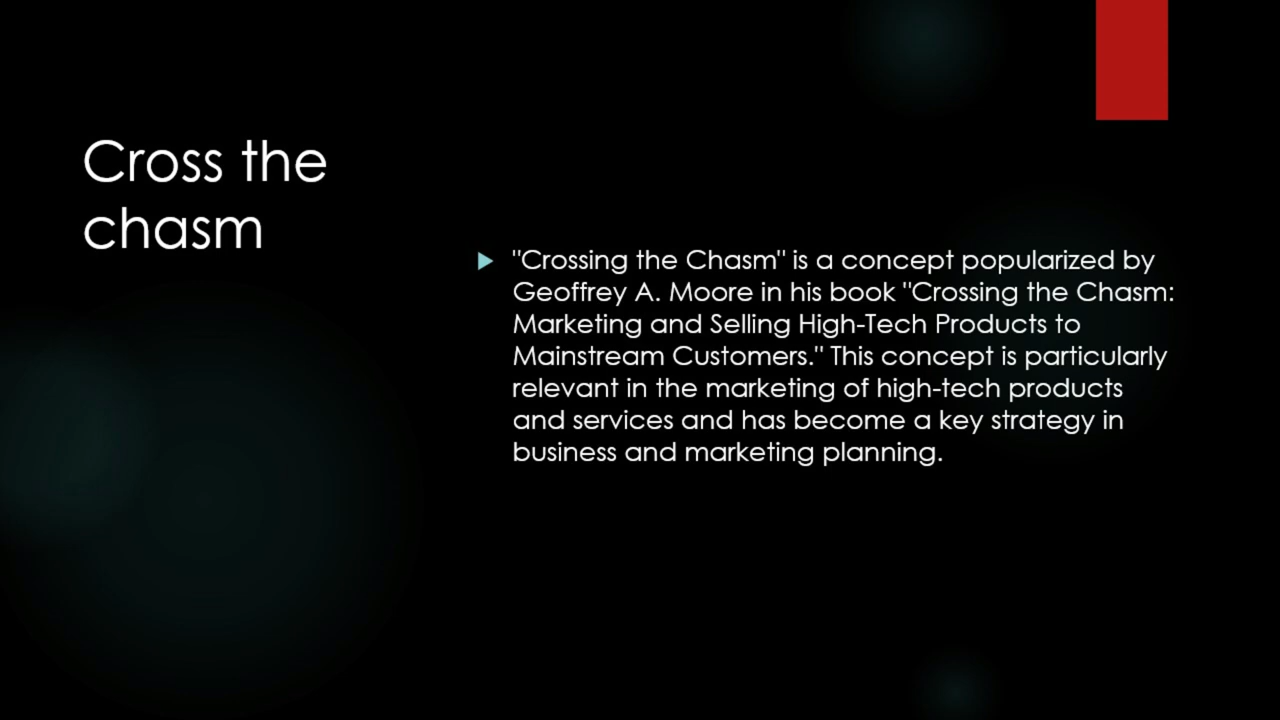 Cross the
chasm
"Crossing the Chasm" is a concept popularized by
Geoffrey A. Moore in his book "Crossing the Chasm:
Marketing and Selling High-Tech Products to
Mainstream Customers." This concept is particularly
relevant in the marketing of high-tech products
and services and has become a key strategy in
business and marketing planning.